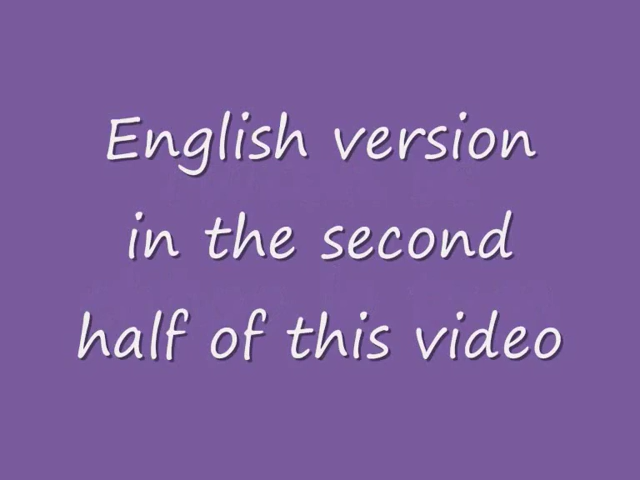 English version
in the second
half of this video